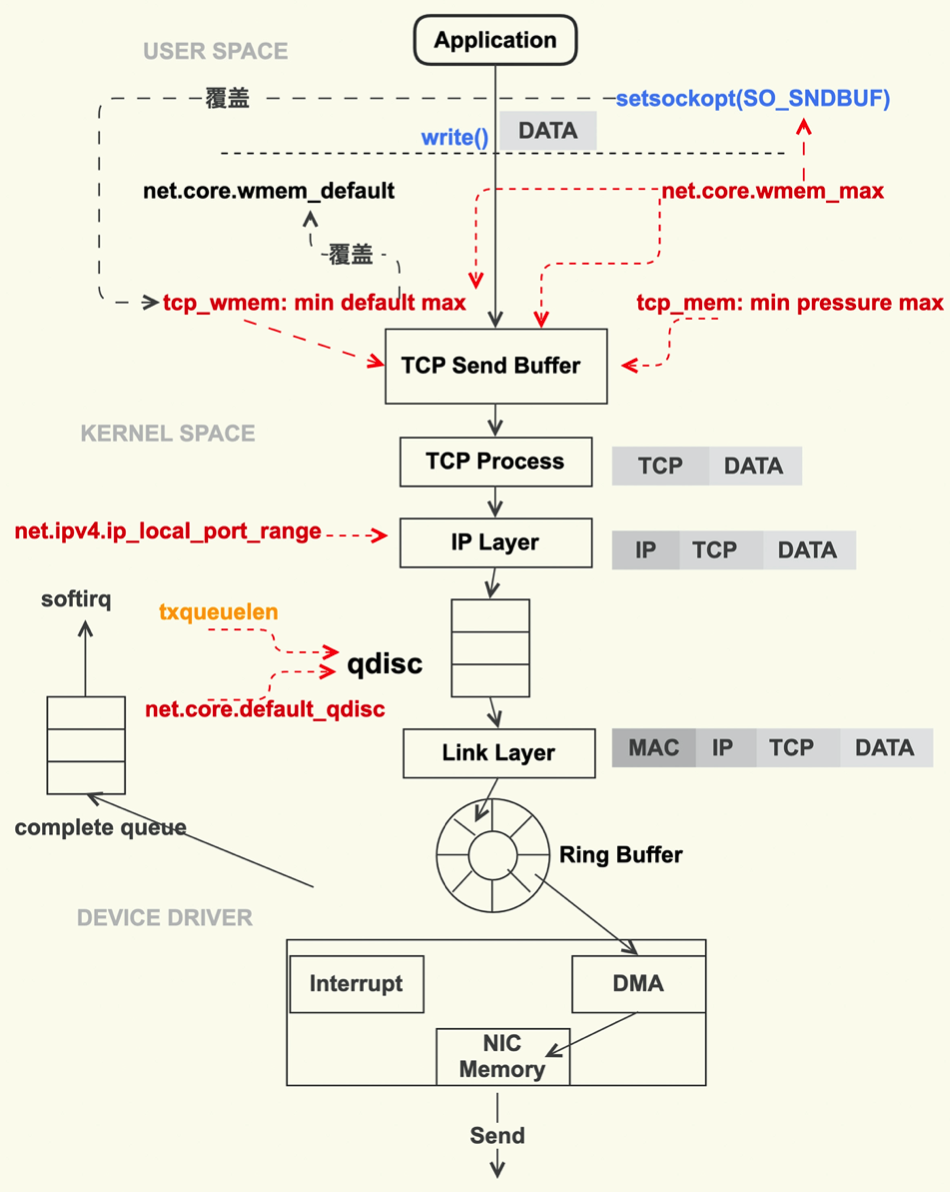 Application
USER SPACE
覆盖
setsockopt(SO_SNDBUF)
write()
DATA
net.core.wmem_default
net.core.wmem_max
覆盖
tcp_wmem: min default max
tcp_mem: min pressure max
TCP Send Buffer
KERNEL SPACE
TCP Process
TCP DATA
net.ipv4.ip_local_port_range
IP Layer
IP TCP DATA
softirq
txqueuelen
qdisc
net.core.default_qdisc
Link Layer
MAC IP TCP DATA
complete queue
Ring Buffer
DEVICE DRIVER
Interrupt
DMA
NIC
Memory
Send